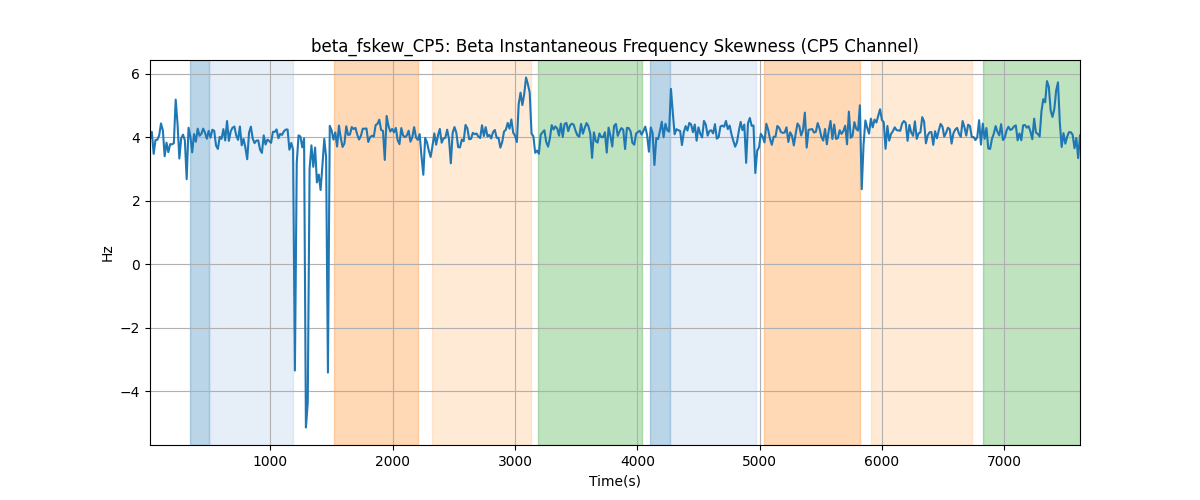 beta_fskew_CP5: Beta Instantaneous Frequency Skewness (CP5 Channel)
6
4
2
0
−2
−4
Hz
1000 2000 3000 4000 5000 6000 7000
Time(s)